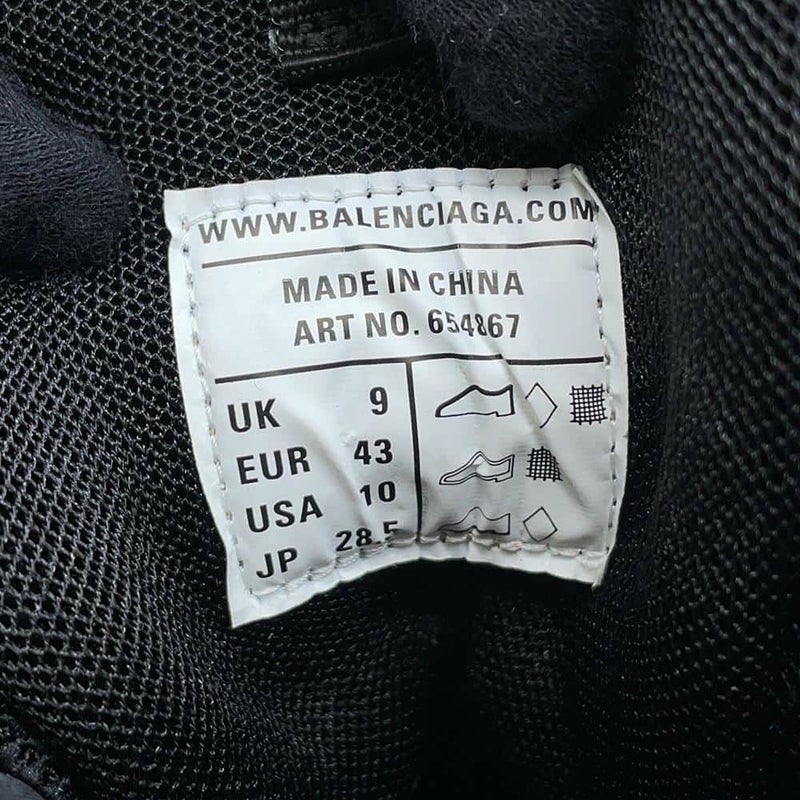 WWW.BALENCIAGA.COM
MADE IN CHINA
ART NO. 654867
UK 9
EUR 43
USA 10
JP 28.5